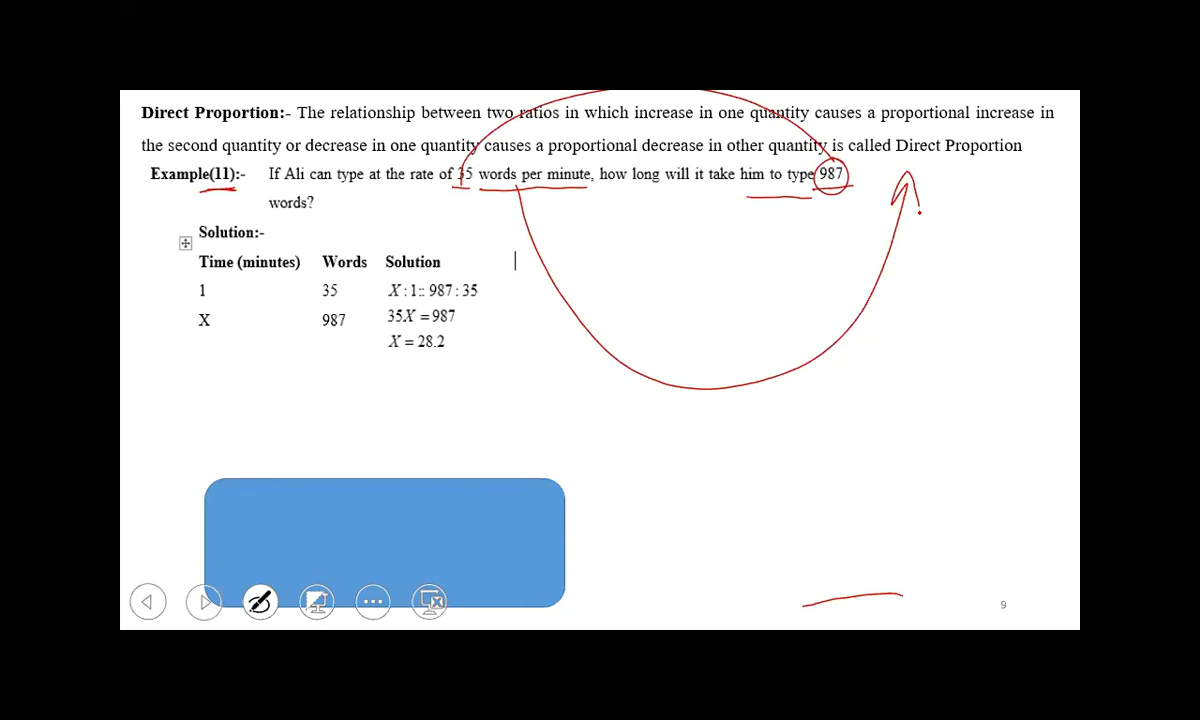 Direct Proportion:- The relationship between two ratios in which increase in one quantity causes a proportional increase in
the second quantity or decrease in one quantity causes a proportional decrease in other quantity is called Direct Proportion
Example(11):- If Ali can type at the rate of 35 words per minute, how long will it take him to type 987
words?
Solution:-
Time (minutes) Words Solution
1 35 X : 1 :: 987 : 35
X 987 35X = 987
X = 28.2
9